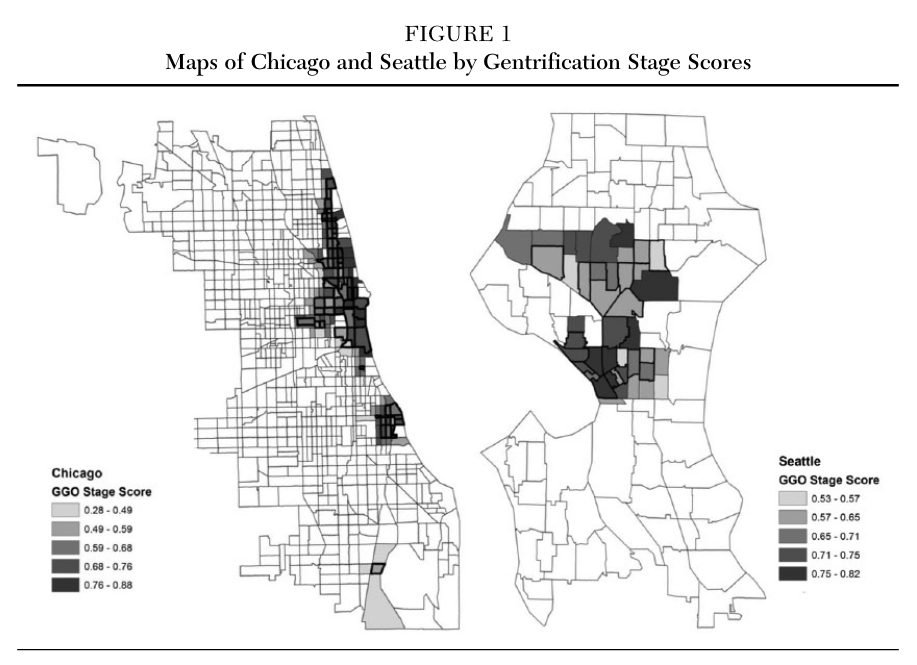 FIGURE 1
Maps of Chicago and Seattle by Gentrification Stage Scores
Chicago
GGO Stage Score
0.28 - 0.49
0.49 - 0.59
0.59 - 0.68
0.68 - 0.76
0.76 - 0.88
Seattle
GGO Stage Score
0.53 - 0.57
0.57 - 0.65
0.65 - 0.71
0.71 - 0.75
0.75 - 0.82